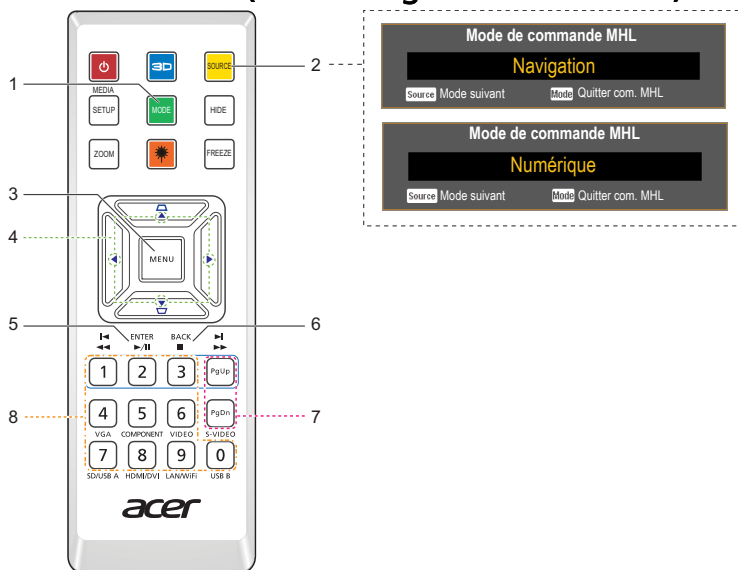 3D
SOURCE
MEDIA
SETUP
MODE
HIDE
ZOOM
FREEZE
MENU
ENTER
BACK
1
2
3
PgUp
4
5
6
PgDn
VGA
COMPONENT
VIDEO
S-VIDEO
7
8
9
0
SD/USB A
HDMI/DVI
LAN/WiFi
USB B
acer
1
2
3
4
5
6
7
8
Mode de commande MHL
Navigation
Source Mode suivant Mode Quitter com. MHL
Mode de commande MHL
Numérique
Source Mode suivant Mode Quitter com. MHL